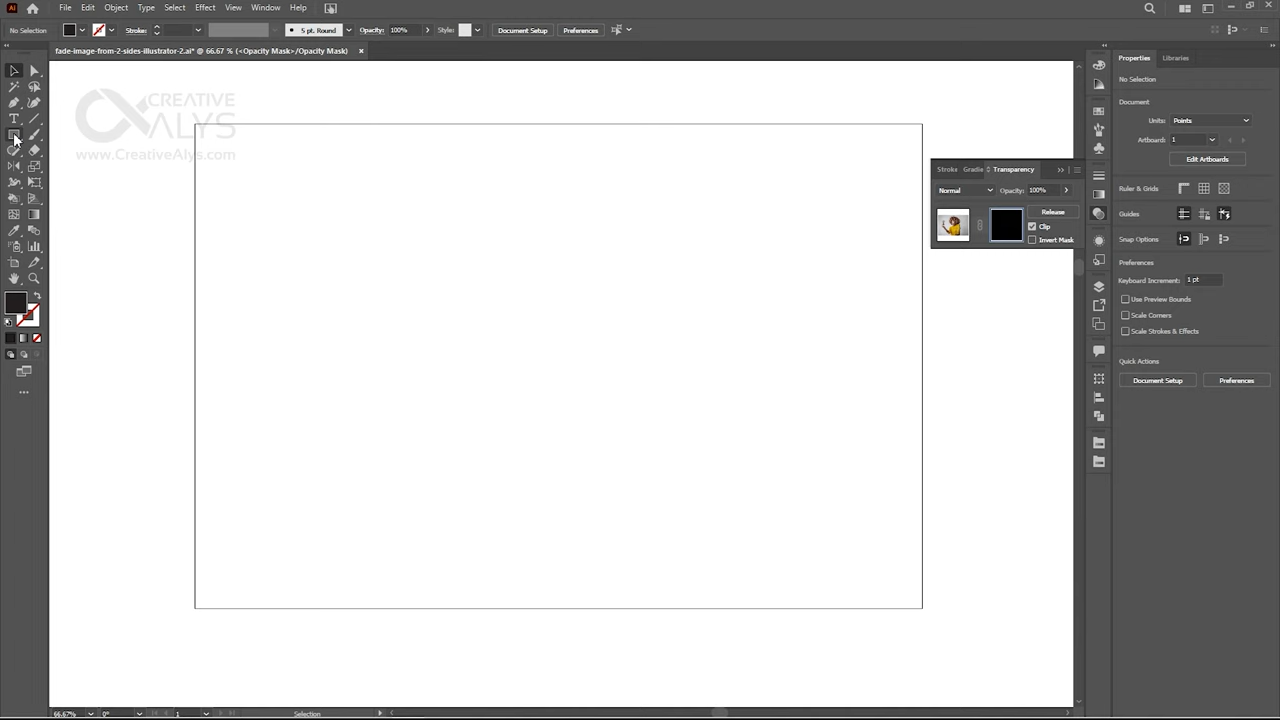 File Edit Object Type Select Effect View Window Help
No Selection Stroke: 5 pt. Round Opacity: 100% Style: Document Setup Preferences
fade-image-from-2-sides-illustrator-2.ai* @ 66.67 % (<Opacity Mask>/Opacity Mask) ×
CREATIVE
ALYS
www.CreativeAlys.com
Stroke Gradie Transparency
Normal Opacity: 100%
Release
Clip
Invert Mask
Properties Libraries
No Selection
Document
Units: Points
Artboard: 1
Edit Artboards
Ruler & Grids
Guides
Snap Options
Preferences
Keyboard Increment: 1 pt
Use Preview Bounds
Scale Corners
Scale Strokes & Effects
Quick Actions
Document Setup Preferences
66.67% 0° 1 Selection